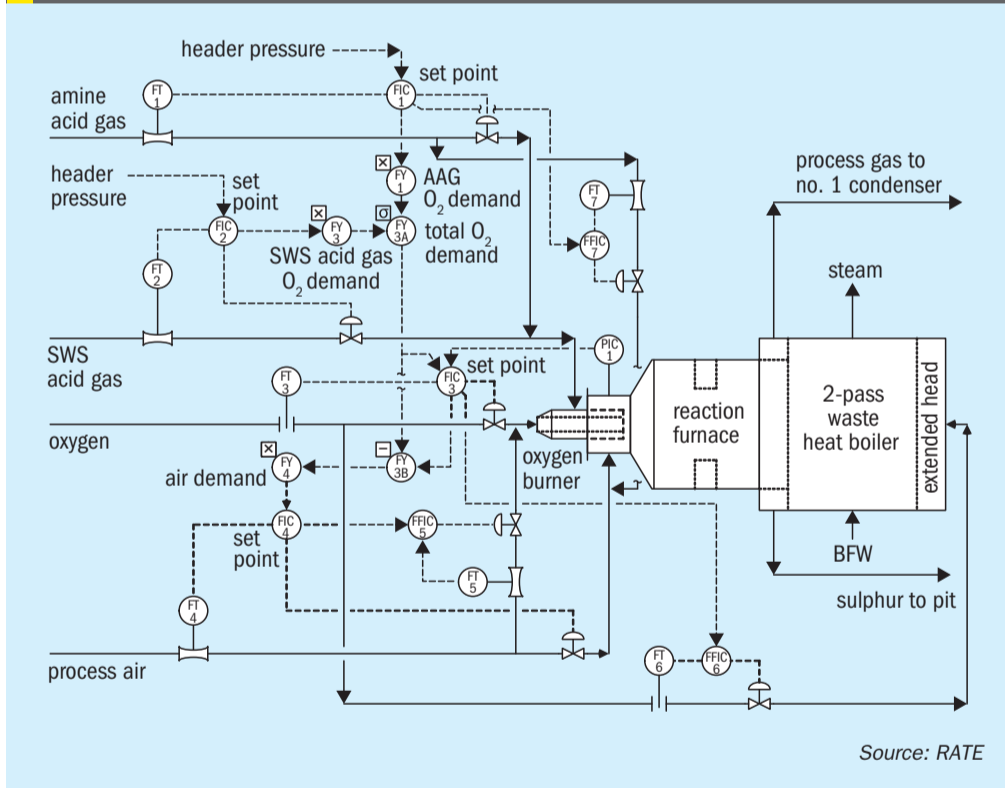 header pressure
set point
FT
1
FIC
1
amine
acid gas
FY
1
AAG
O2 demand
header
pressure
set
point
FIC
2
FY
3
FY
3A
total O2
demand
SWS acid gas
O2 demand
FT
2
FT
7
FFIC
7
process gas to
no. 1 condenser
steam
SWS
acid gas
PIC
1
FT
3
FIC
3
set point
oxygen
reaction
furnace
2-pass
waste
heat boiler
extended head
oxygen
burner
FY
4
air demand
FY
3B
FIC
4
set
point
FFIC
5
FT
5
BFW
sulphur to pit
FT
4
process air
FT
6
FFIC
6
Source: RATE